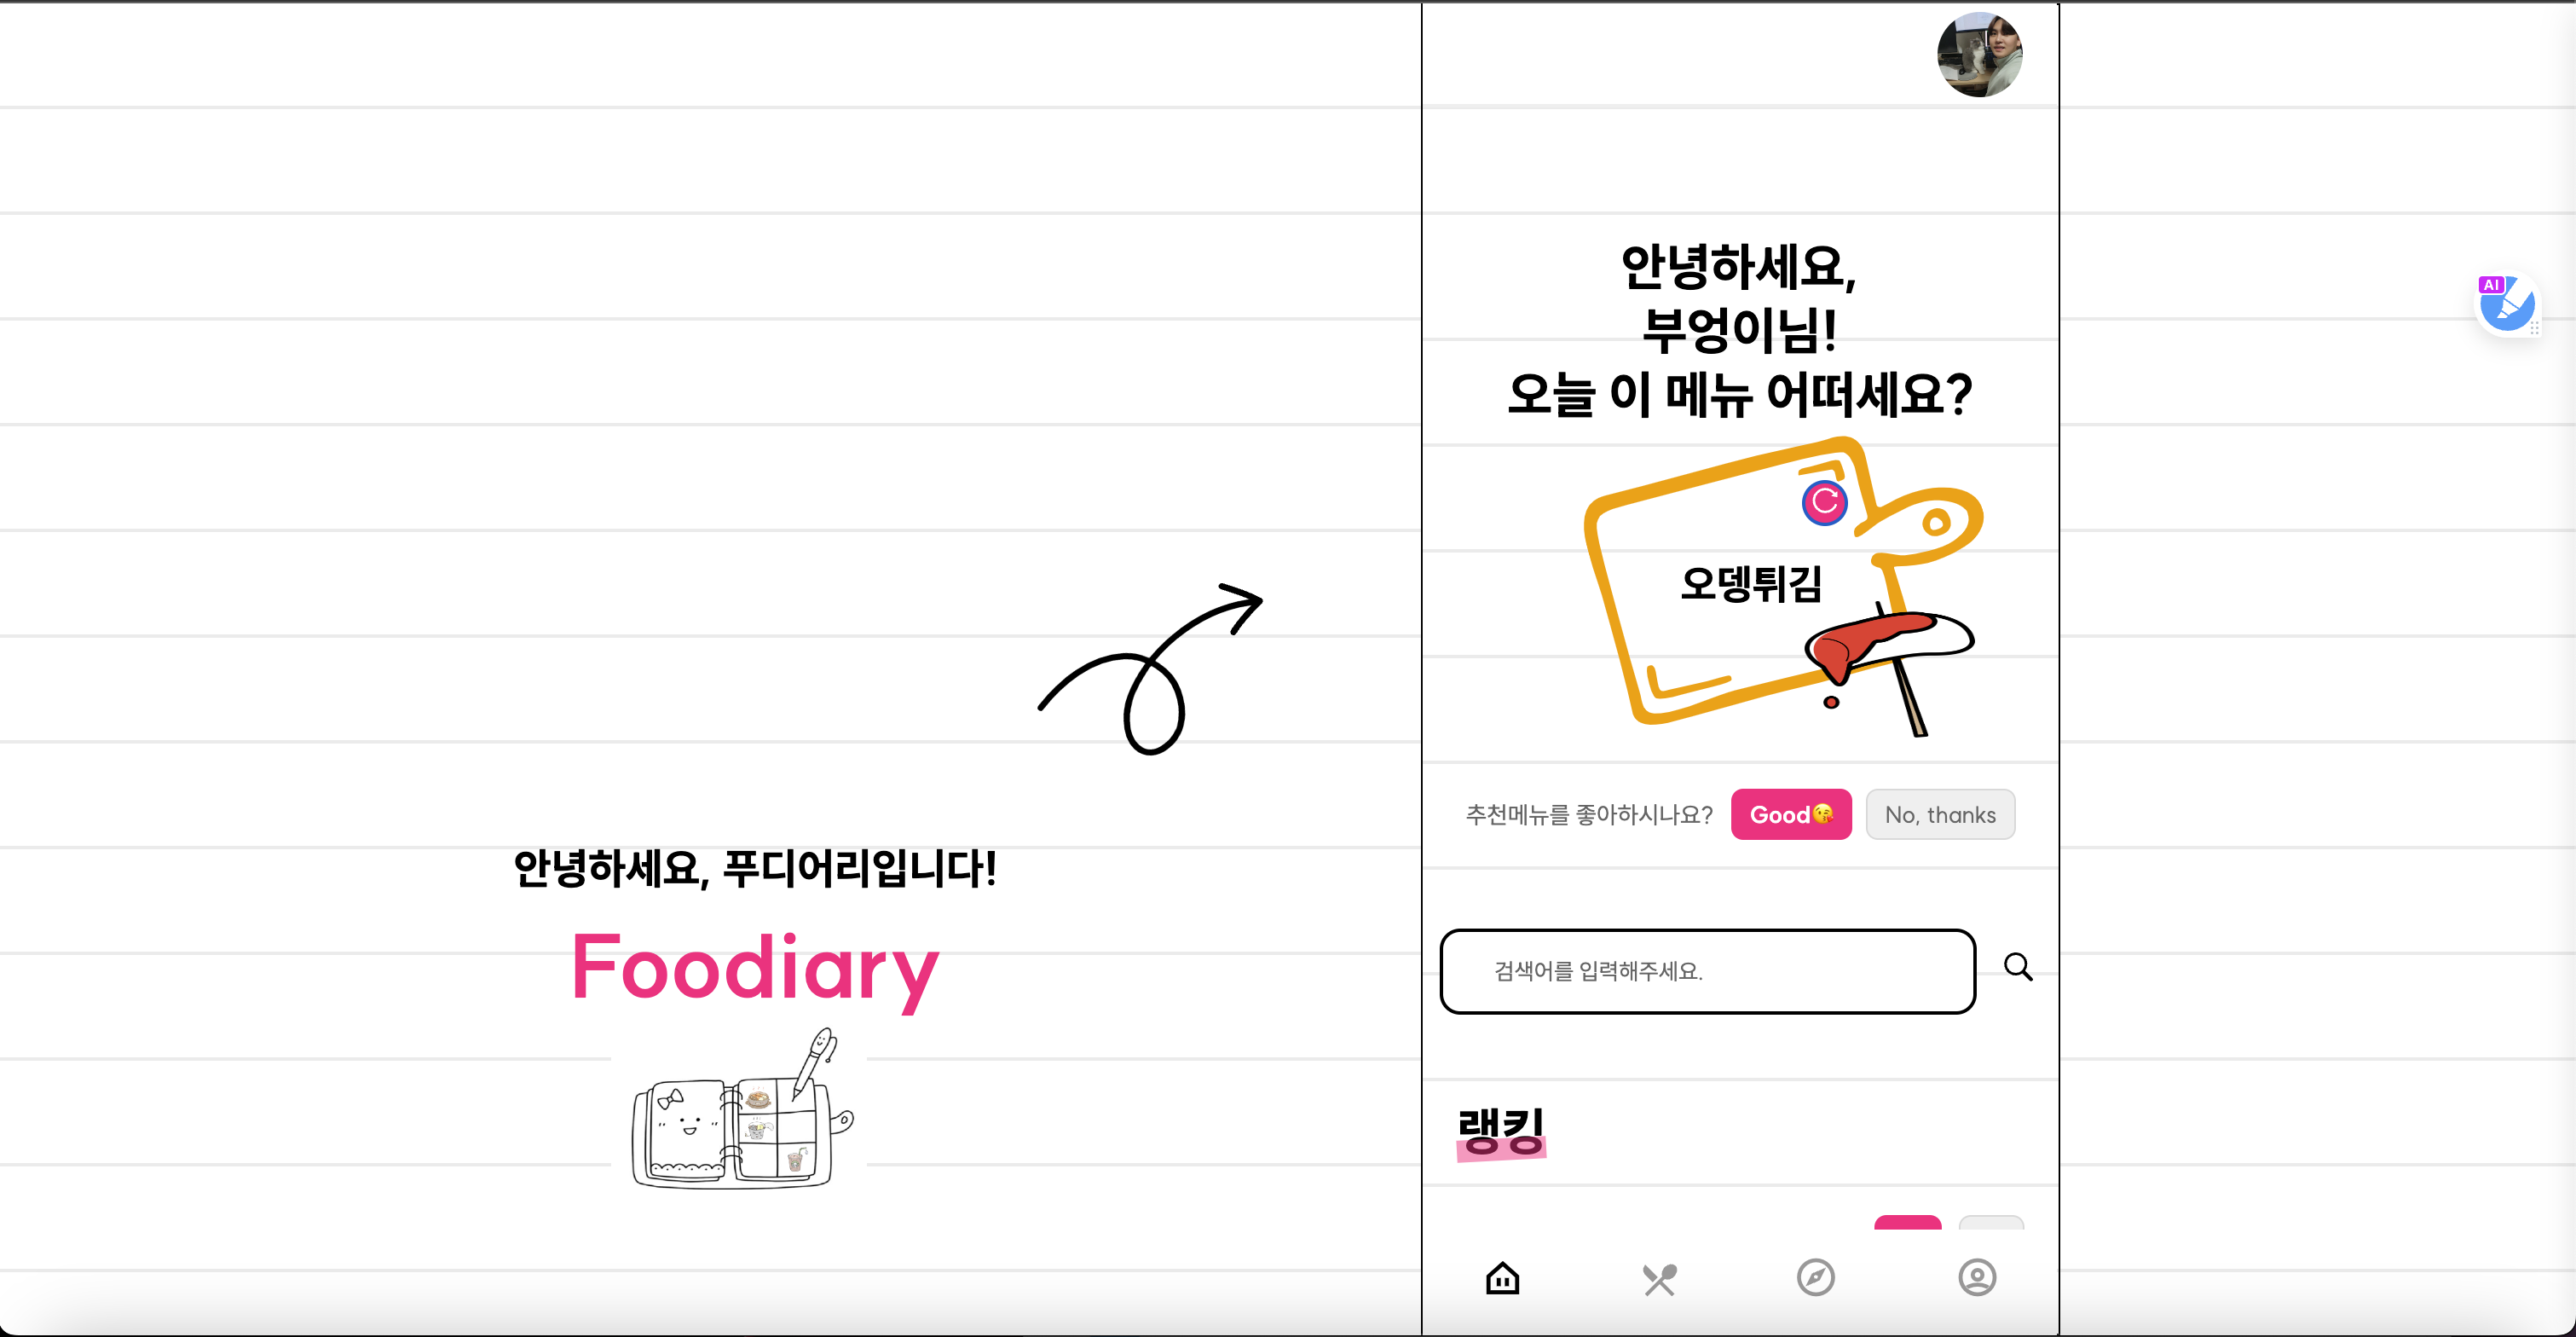 안녕하세요, 푸디어리입니다!
Foodiary
안녕하세요,
부엉이님!
오늘 이 메뉴 어떠세요?
오뎅튀김
추천메뉴를 좋아하시나요?
Good😘
No, thanks
검색어를 입력해주세요.
랭킹
AI